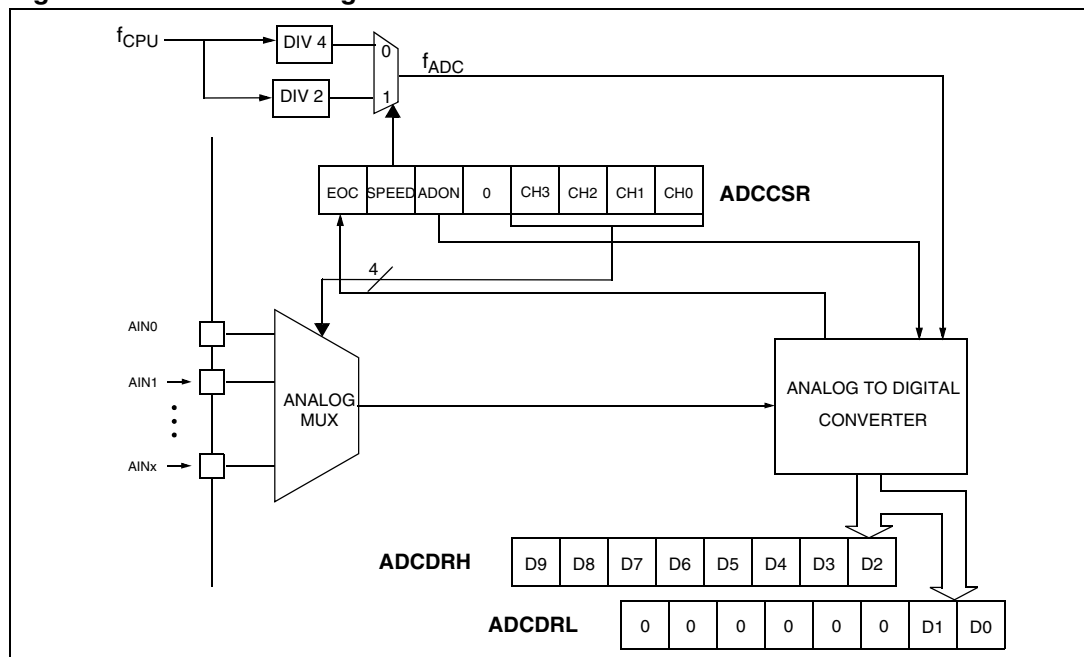 fCPU
DIV 4
0
fADC
DIV 2
1
EOC SPEED ADON 0 CH3 CH2 CH1 CH0 ADCCSR
4
AIN0
AIN1
ANALOG
MUX
ANALOG TO DIGITAL
CONVERTER
AINx
ADCDRH D9 D8 D7 D6 D5 D4 D3 D2
ADCDRL 0 0 0 0 0 0 D1 D0